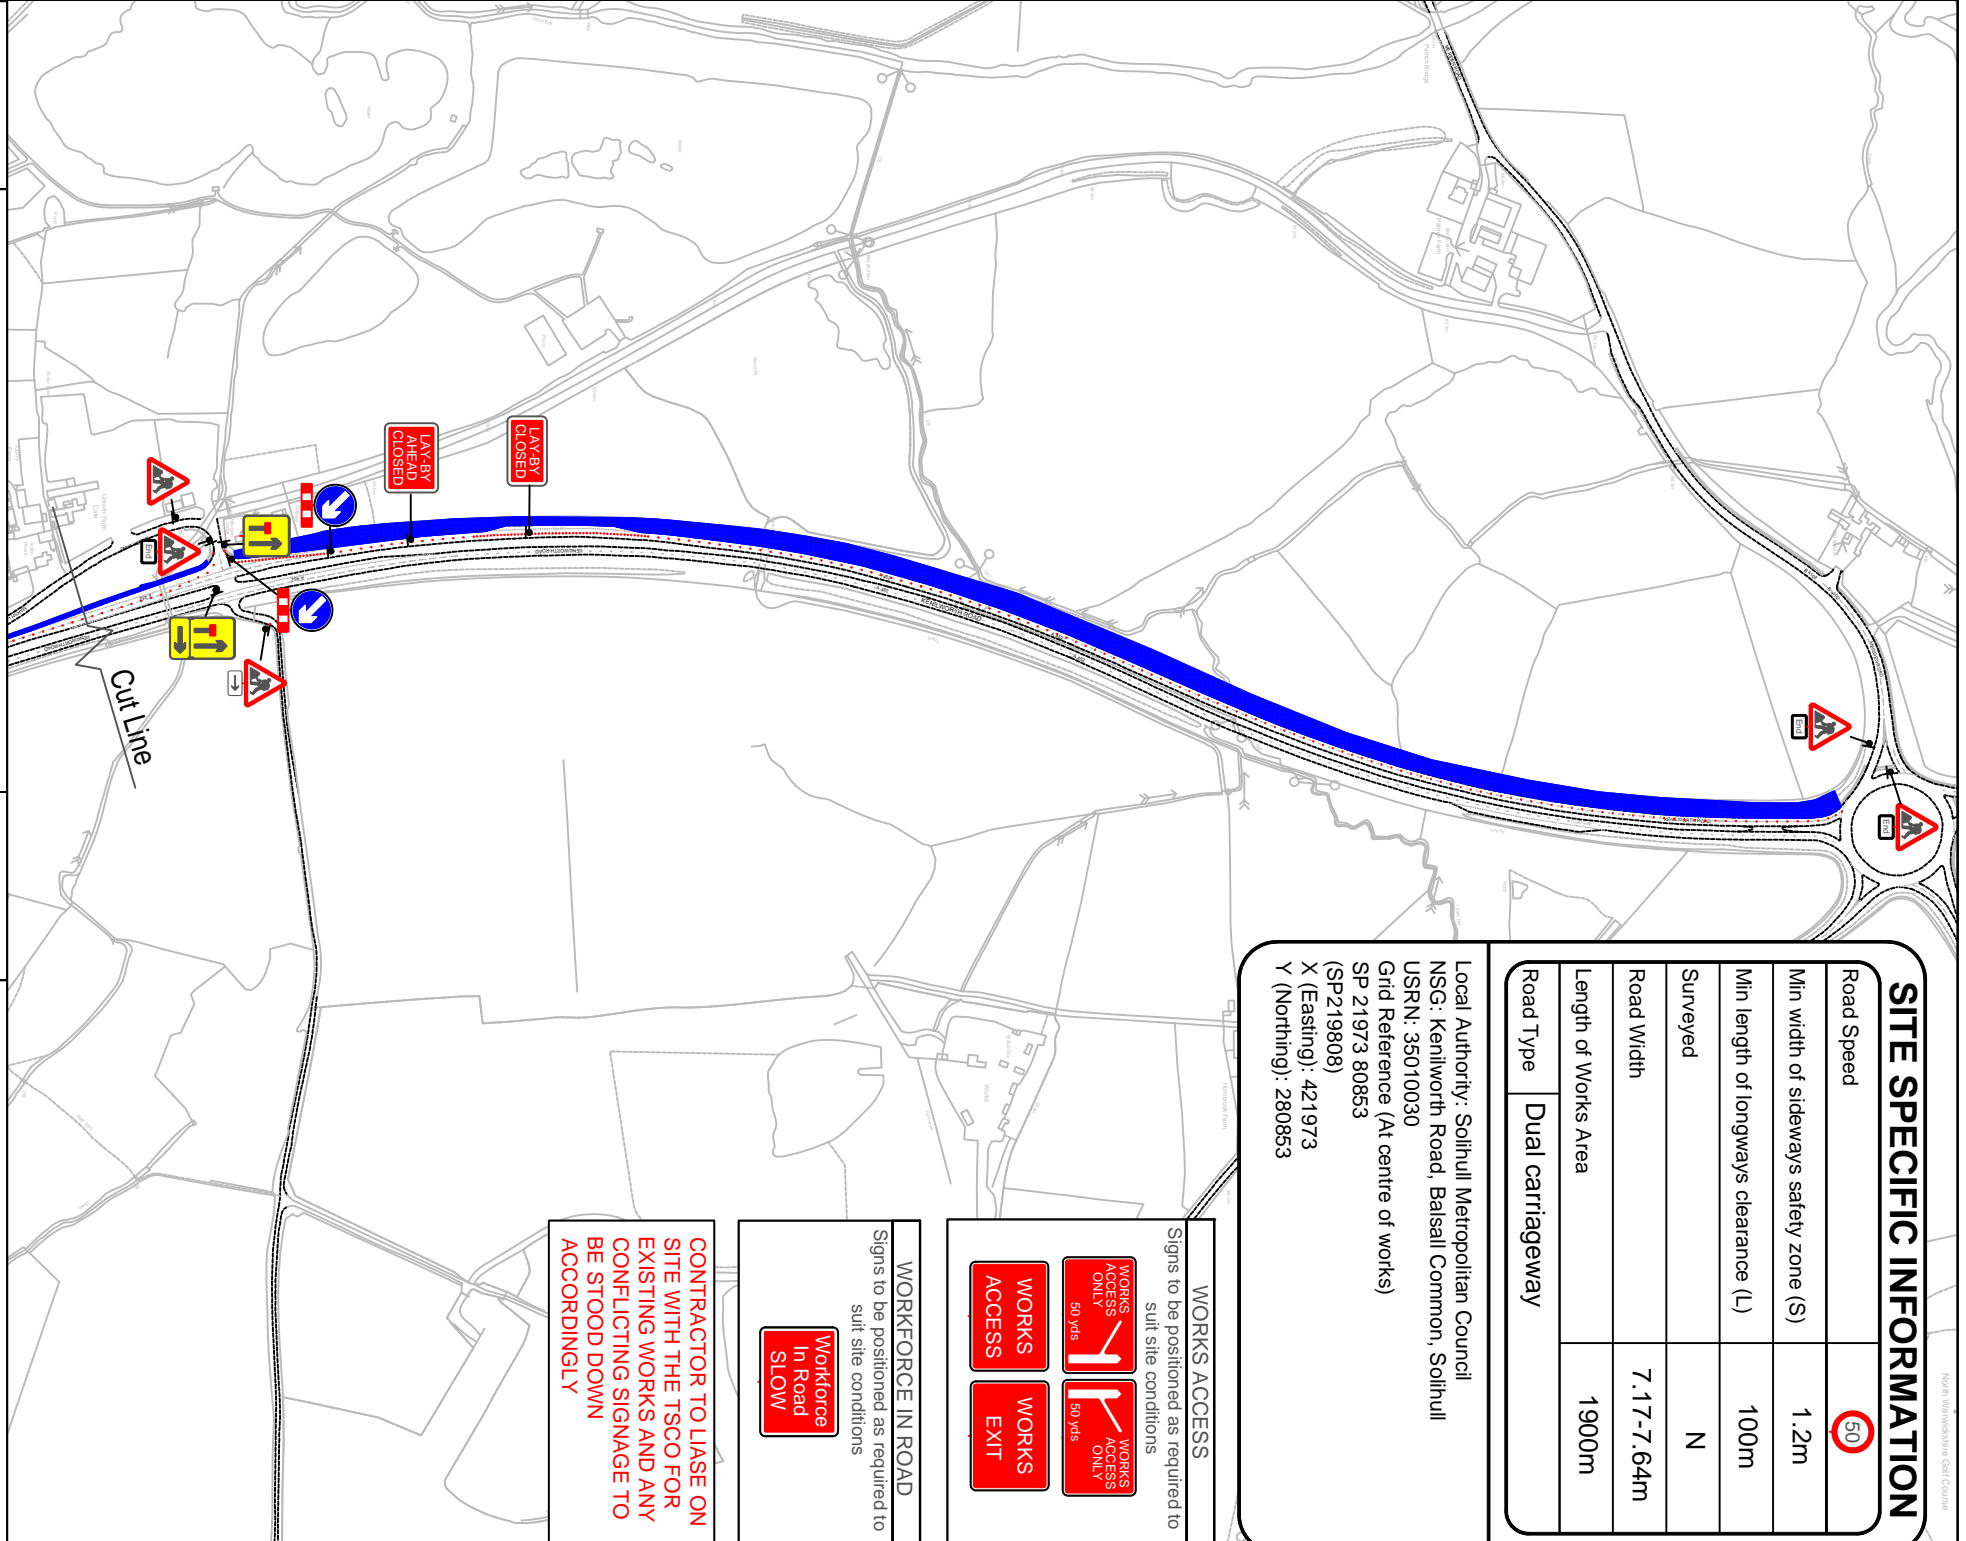 SITE SPECIFIC INFORMATION
Road Speed 50
Min width of sideways safety zone (S) 1.2m
Min length of longways clearance (L) 100m
Surveyed N
Road Width 7.17-7.64m
Length of Works Area 1900m
Road Type Dual carriageway
Local Authority: Solihull Metropolitan Council
NSG: Kenilworth Road, Balsall Common, Solihull
USRN: 35010030
Grid Reference (At centre of works)
SP 21973 80853
(SP219808)
X (Easting): 421973
Y (Northing): 280853
WORKS ACCESS
Signs to be positioned as required to
suit site conditions
WORKS
ACCESS
ONLY
50 yds
WORKS
ACCESS
ONLY
50 yds
WORKS
ACCESS
WORKS
EXIT
WORKFORCE IN ROAD
Signs to be positioned as required to
suit site conditions
Workforce
In Road
SLOW
CONTRACTOR TO LIASE ON
SITE WITH THE TSCO FOR
EXISTING WORKS AND ANY
CONFLICTING SIGNAGE TO
BE STOOD DOWN
ACCORDINGLY
LAY-BY
CLOSED
LAY-BY
AHEAD
CLOSED
End
End
End
Cut Line
KENILWORTH ROAD
North Warwickshire Golf Course